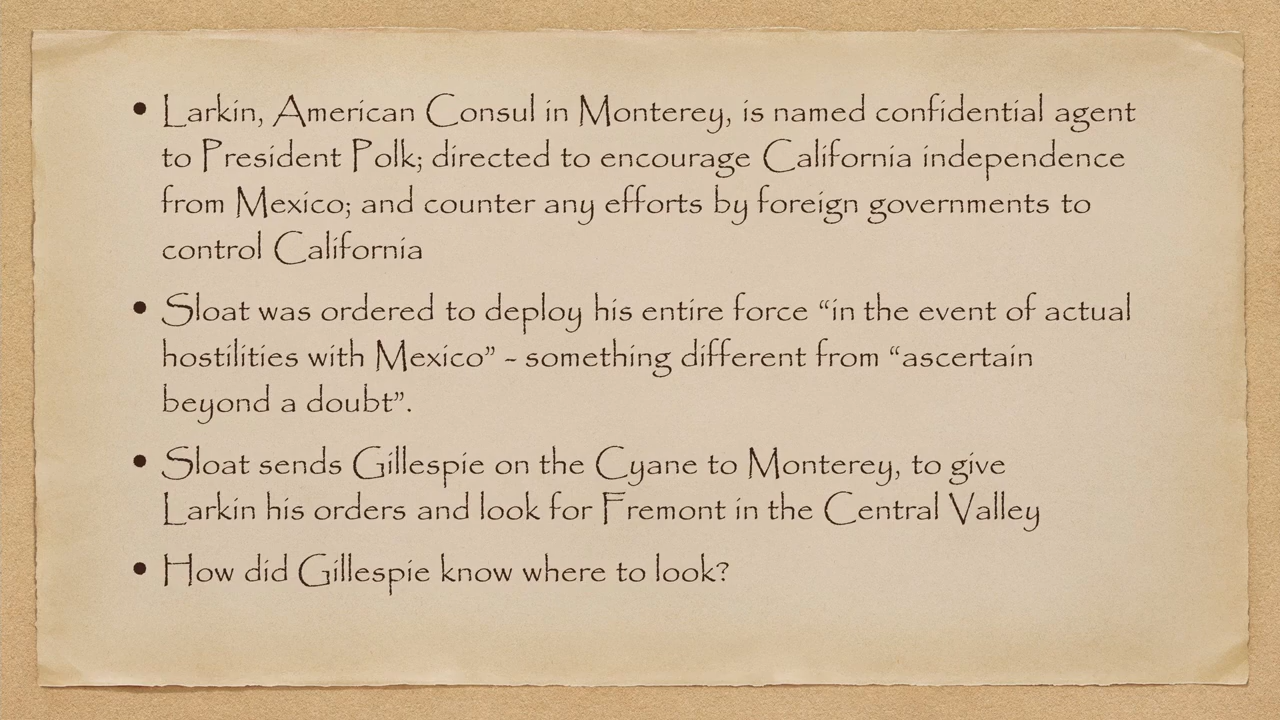 • Larkin, American Consul in Monterey, is named confidential agent
to President Polk; directed to encourage California independence
from Mexico; and counter any efforts by foreign governments to
control California
• Sloat was ordered to deploy his entire force “in the event of actual
hostilities with Mexico” - something different from “ascertain
beyond a doubt”.
• Sloat sends Gillespie on the Cyane to Monterey, to give
Larkin his orders and look for Fremont in the Central Valley
• How did Gillespie know where to look?